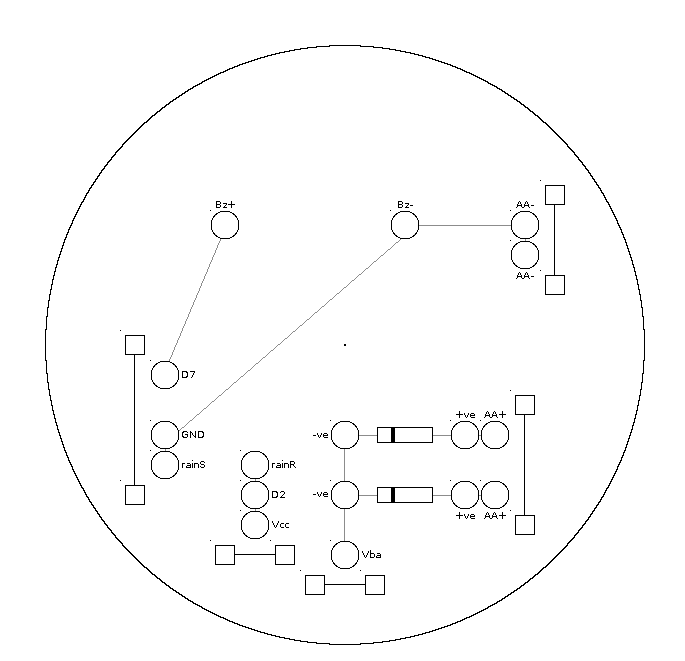 Bz+
Bz-
AA-
AA-
D7
GND
rainS
rainR
D2
Vcc
-ve
+ve AA+
-ve
+ve AA+
Vba